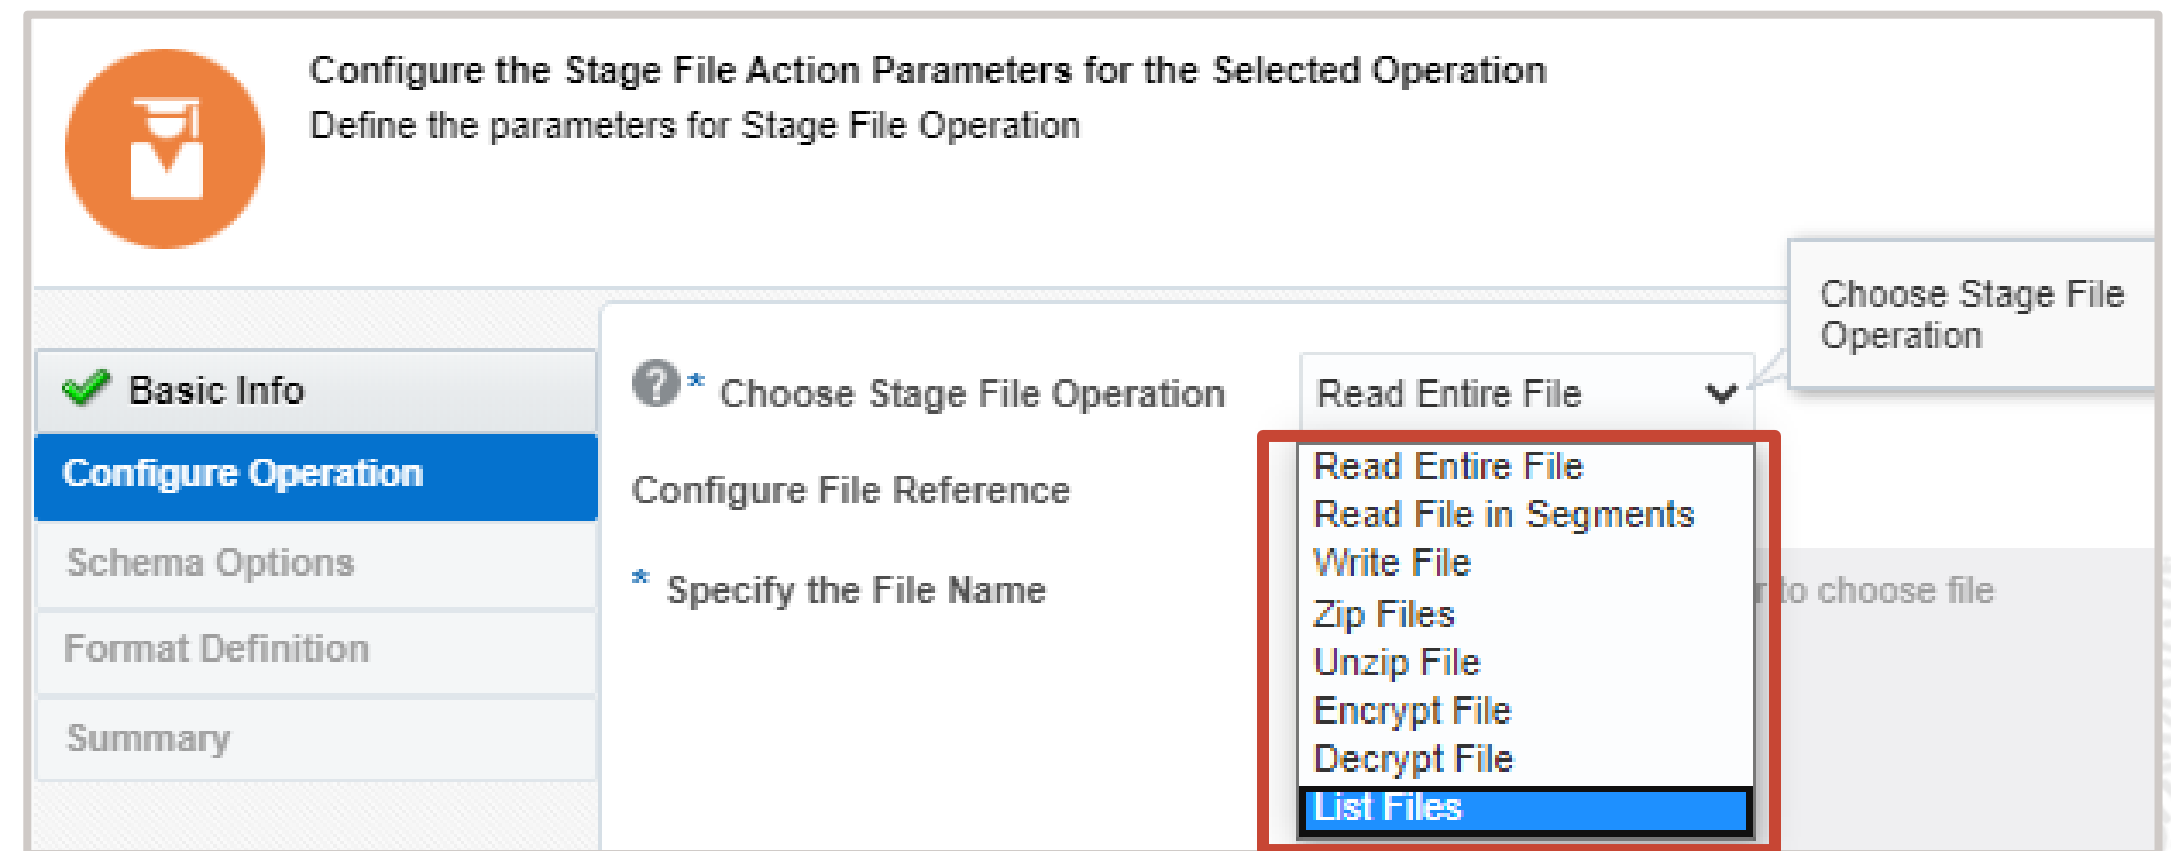 Configure the Stage File Action Parameters for the Selected Operation
Define the parameters for Stage File Operation
Choose Stage File
Operation
Basic Info
Configure Operation
Schema Options
Format Definition
Summary
? * Choose Stage File Operation Read Entire File
Configure File Reference
* Specify the File Name
to choose file
Read Entire File
Read File in Segments
Write File
Zip Files
Unzip File
Encrypt File
Decrypt File
List Files